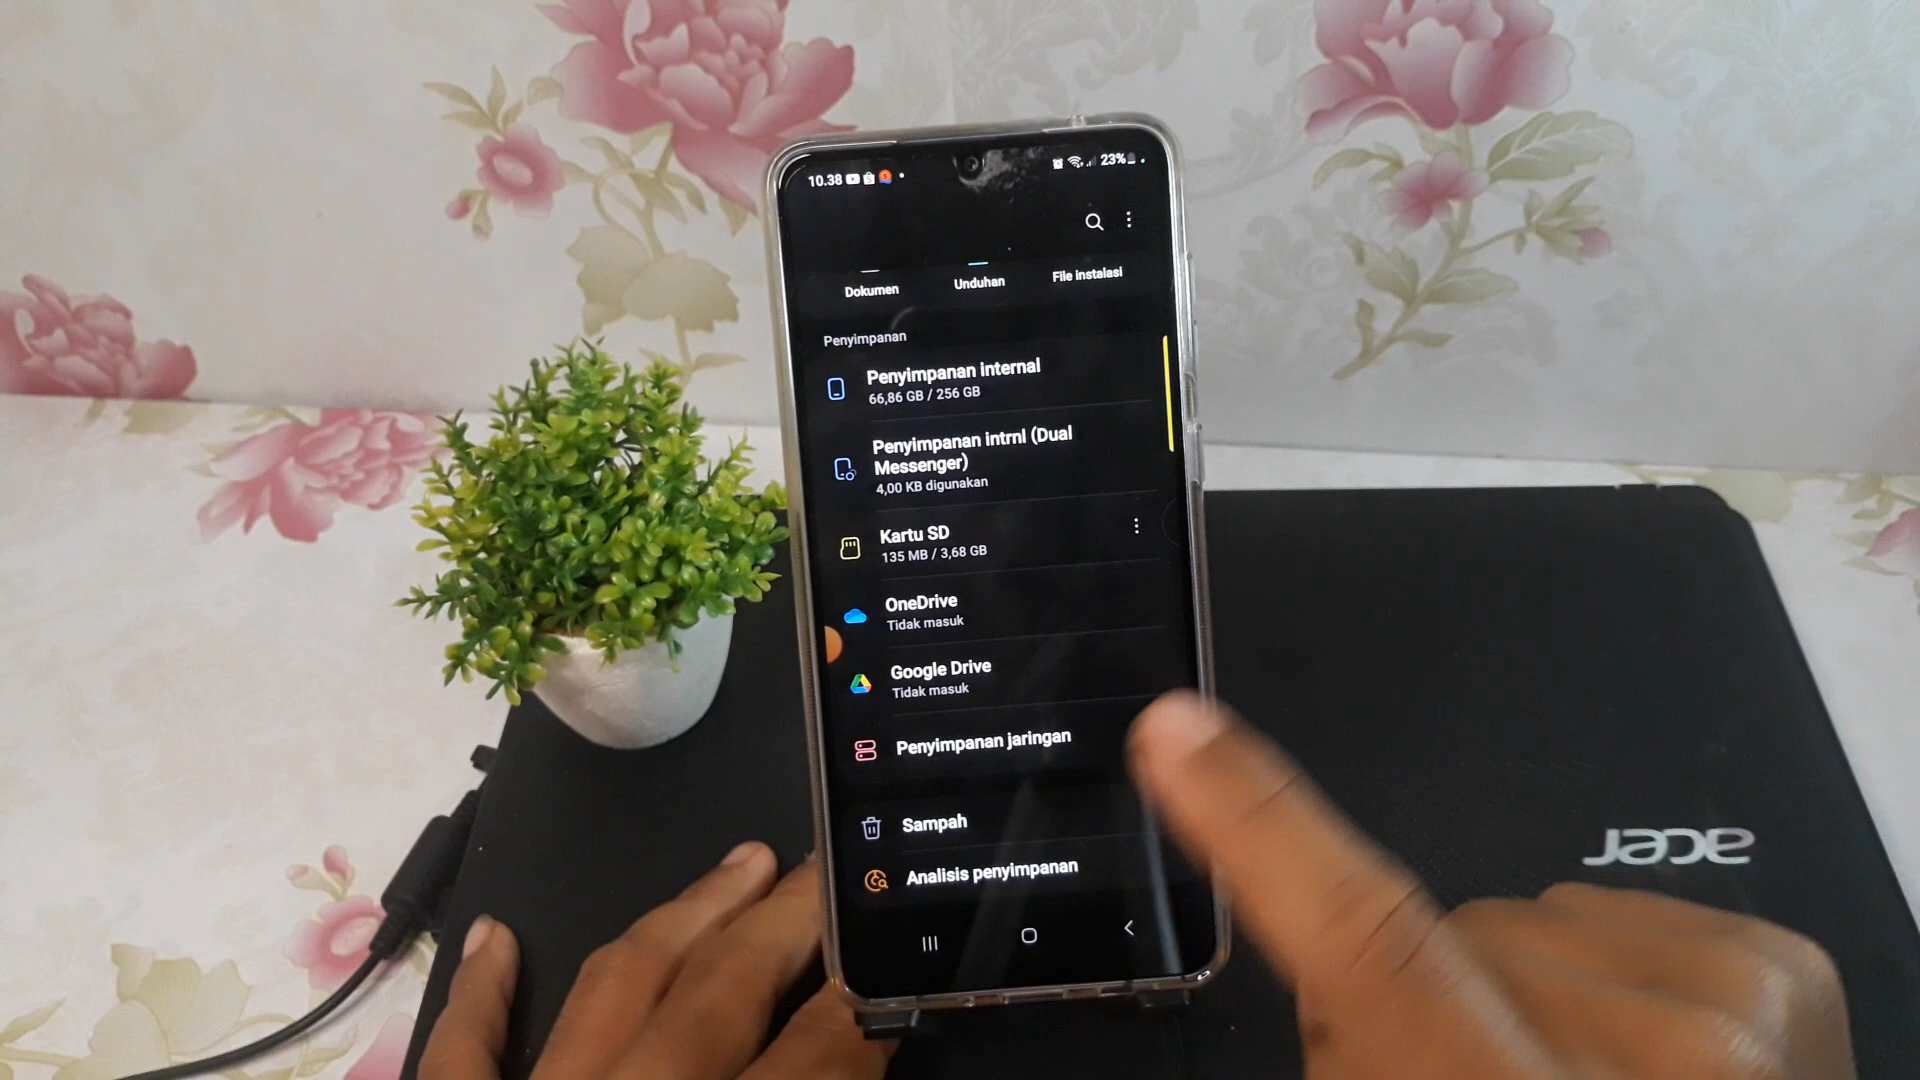 10.38
23%
Dokumen
Unduhan
File instalasi
Penyimpanan
Penyimpanan internal
66,86 GB / 256 GB
Penyimpanan intrnl (Dual
Messenger)
4,00 KB digunakan
Kartu SD
135 MB / 3,68 GB
OneDrive
Tidak masuk
Google Drive
Tidak masuk
Penyimpanan jaringan
Sampah
Analisis penyimpanan
acer